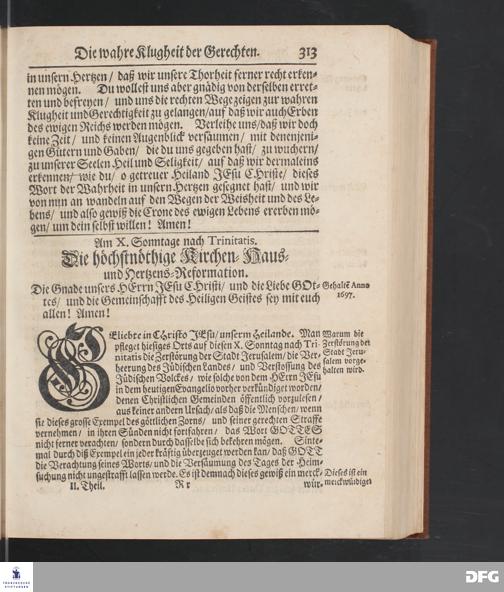 Die wahre Klugheit der Gerechten. 313
in unsern Hertzen/ daß wir unsere Thorheit ferner recht erken-
nen mögen. Du wollest uns aber gnädig von derselben erret-
ten und befreyen/ und uns die rechten Wege zeigen zur wahren
Klugheit und Gerechtigkeit zu gelangen/ auf daß wir auch Erben
des ewigen Reichs werden mögen. Verleihe uns/ daß wir doch
keine Zeit/ und keinen Augenblick versäumen/ mit denenjeni-
gen Gütern und Gaben/ die du uns gegeben hast/ zu wuchern/
zu unserer Seelen Heil und Seligkeit/ auf daß wir dermaleins
erkennen/ wie du/ o getreuer Heiland JEsu Christe/ dieses
Wort der Wahrheit in unsern Hertzen gesegnet hast/ und wir
von nun an wandeln auf den Wegen der Weisheit und des Le-
bens/ und also gewiß die Crone des ewigen Lebens ererben mö-
gen/ um dein selbst willen! Amen!
Am X. Sonntage nach Trinitatis.
Die höchstnöthige Kirchen- Haus-
und Hertzens-Reformation.
Die Gnade unsers HErrn JEsu Christi/ und die Liebe GOt-
tes/ und die Gemeinschafft des Heiligen Geistes sey mit euch
allen! Amen!
Gehalten Anno
1697.
Geliebte in Christo JEsu/ unserm Heilande. Man
pfleget hiesiges Orts auf diesen X. Sonntag nach Tri-
nitatis die Zerstörung der Stadt Jerusalem/ die Ver-
heerung des Jüdischen Landes/ und Verstossung des
Jüdischen Volckes/ wie solche von dem HErrn JEsu
in dem heutigen Evangelio vorher verkündiget worden/
denen Christlichen Gemeinden öffentlich vorzulesen/
aus keiner andern Ursach/ als daß die Menschen/ wenn
sie dieses grosse Exempel des göttlichen Zorns/ und seiner gerechten Straffe
vernehmen/ in ihren Sünden nicht fortfahren/ das Wort GOTTES
nicht ferner verachten/ sondern durch dasselbe sich bekehren mögen. Sinte-
mal durch diß Exempel ein jeder kräftig überzeuget werden kan/ daß GOTT
die Verachtung seines Worts/ und die Versäumung des Tages der Heim-
suchung nicht ungestrafft lassen werde. Es ist demnach dieses gewiß ein merck-
Warum die
Zerstörung der
Stadt Jeru-
salem vorge-
halten wird.
Dieses ist ein
merckwürdiges
II. Theil. R r wür-
FRANCKESCHE
STIFTUNGEN
DFG